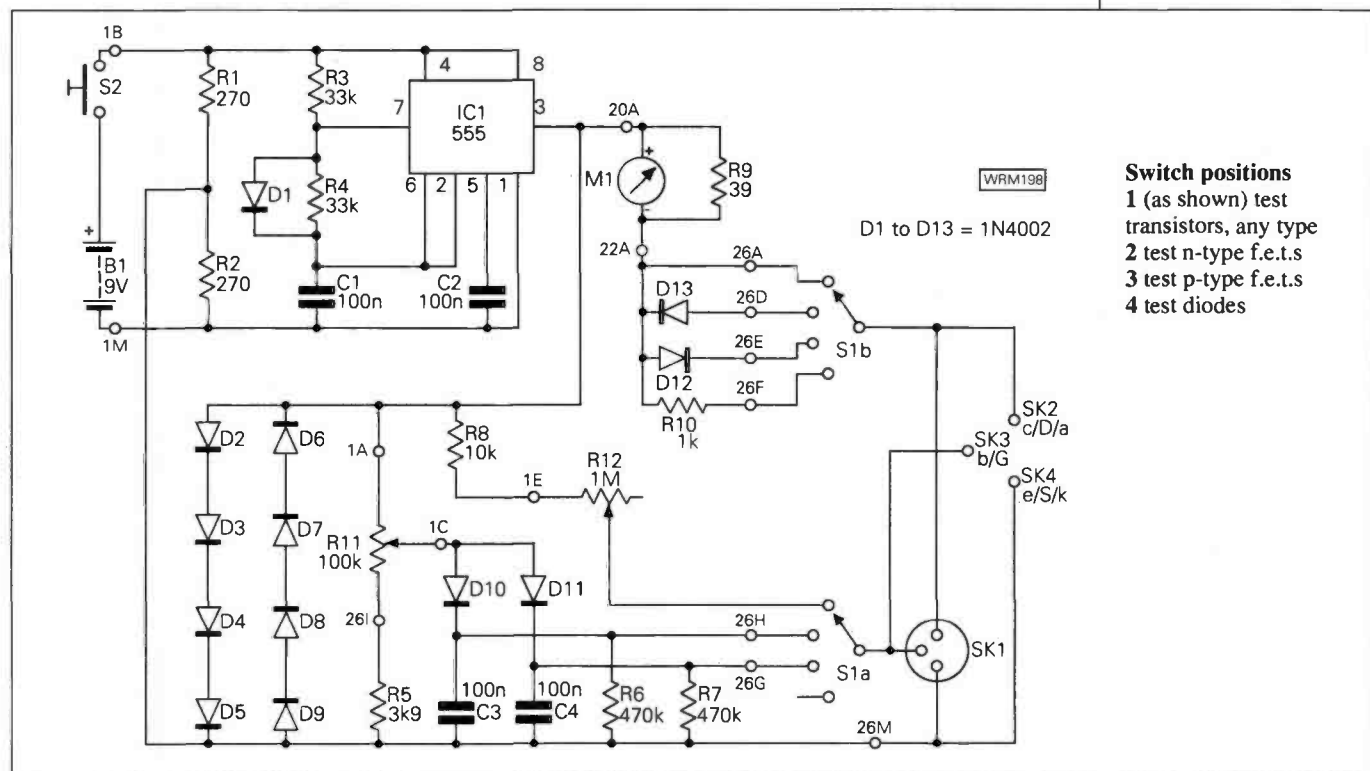 1B
S2
R1
270
R3
33k
4
8
7
IC1
555
3
20A
D1
R4
33k
6
2
5
1
M1
+
-
R9
39
WRM198
D1 to D13 = 1N4002
Switch positions
1 (as shown) test
transistors, any type
2 test n-type f.e.t.s
3 test p-type f.e.t.s
4 test diodes
+
B1
9V
R2
270
C1
100n
C2
100n
1M
22A
26A
D13
26D
26E
S1b
D12
26F
R10
1k
SK2
c/D/a
SK3
b/G
SK4
e/S/k
D2
D6
1A
R8
10k
R12
1M
1E
D3
D7
R11
100k
1C
D10
D11
D4
D8
26I
26H
S1a
SK1
26G
D5
D9
R5
3k9
100n
C3
100n
C4
R6
470k
R7
470k
26M